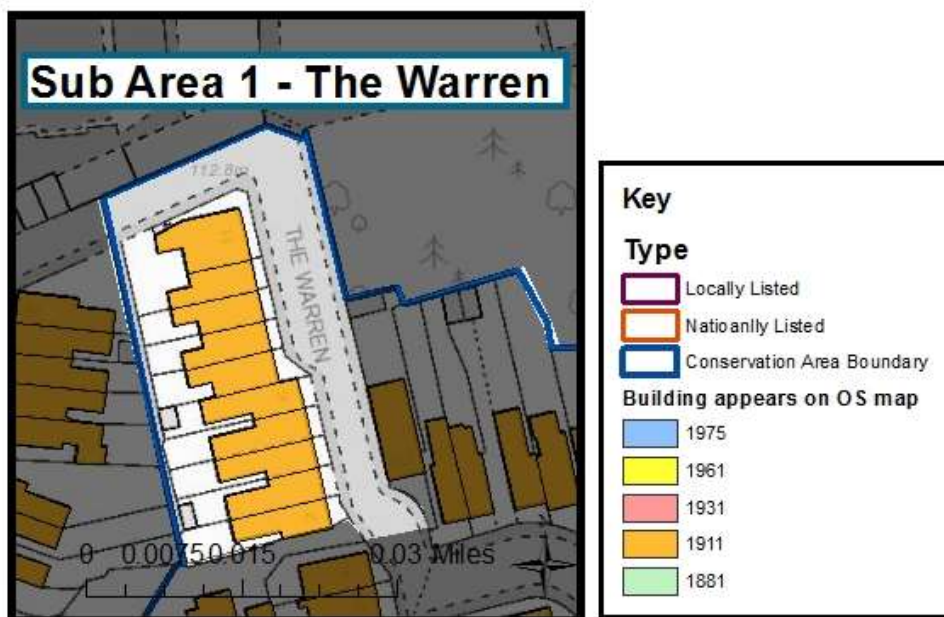 Sub Area 1 - The Warren
112.8m
THE WARREN
0 0.0075 0.015 0.03 Miles
Key
Type
Locally Listed
Natioanlly Listed
Conservation Area Boundary
Building appears on OS map
1975
1961
1931
1911
1881